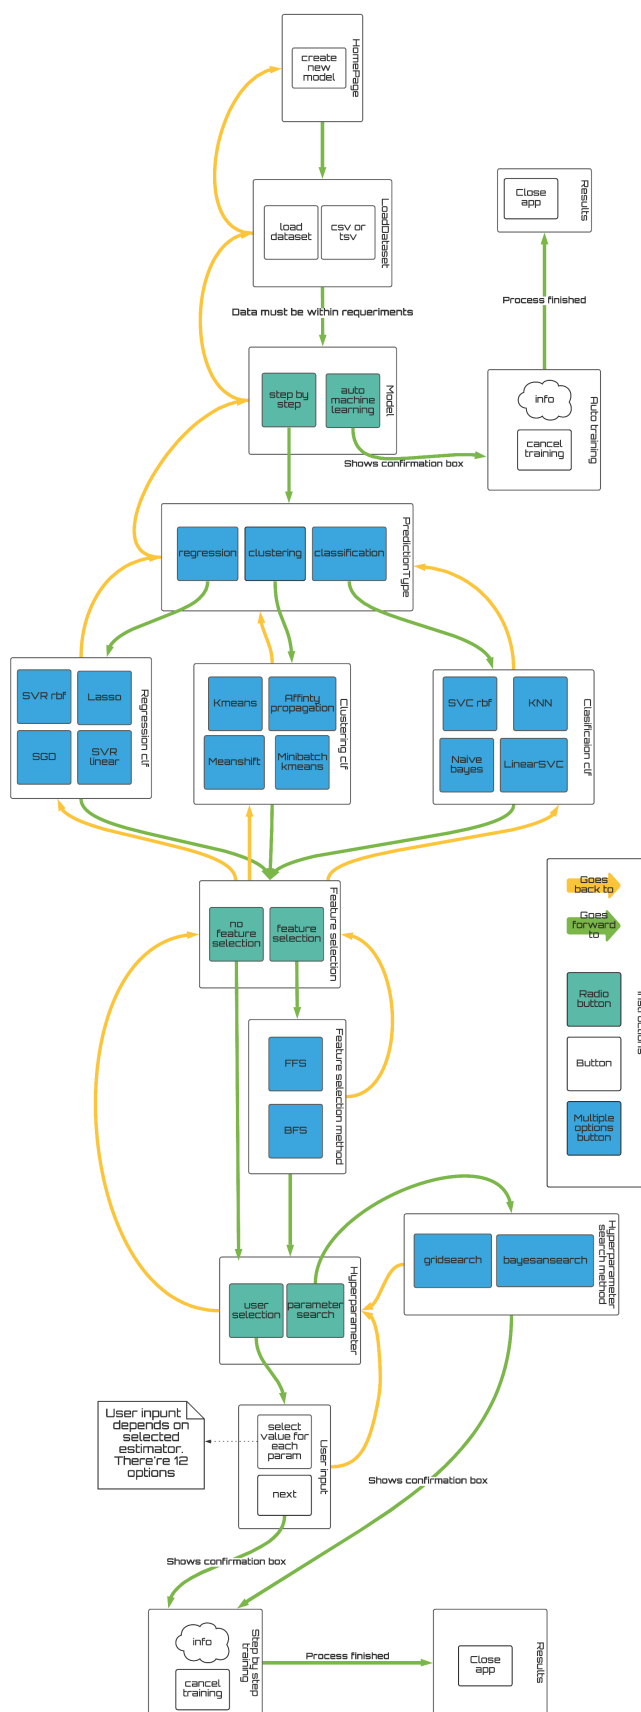 HomePage
create
new
model
LoadDataset
load
dataset
csv or
tsv
Results
Close
app
Process finished
Data must be within requeriments
Model
step by
step
auto
machine
learning
Auto training
info
cancel
training
Shows confirmation box
PredictionType
regression
clustering
classification
Regression clf
SVR rbf
Lasso
SGD
SVR
linear
Clustering clf
Kmeans
Affinty
propagation
Meanshift
Minibatch
kmeans
Clasificaion clf
SVC rbf
KNN
Naive
bayes
LinearSVC
Goes
back to
Goes
forward
to
Radio
button
Button
Multiple
options
button
Feature selection
no
feature
selection
feature
selection
Feature selection method
FFS
BFS
Hyperparameter
search method
gridsearch
bayesansearch
Hyperparameter
user
selection
parameter
search
User inpunt
depends on
selected
estimator.
There're 12
options
User input
select
value for
each
param
next
Shows confirmation box
Shows confirmation box
Step by step
training
info
cancel
training
Process finished
Results
Close
app